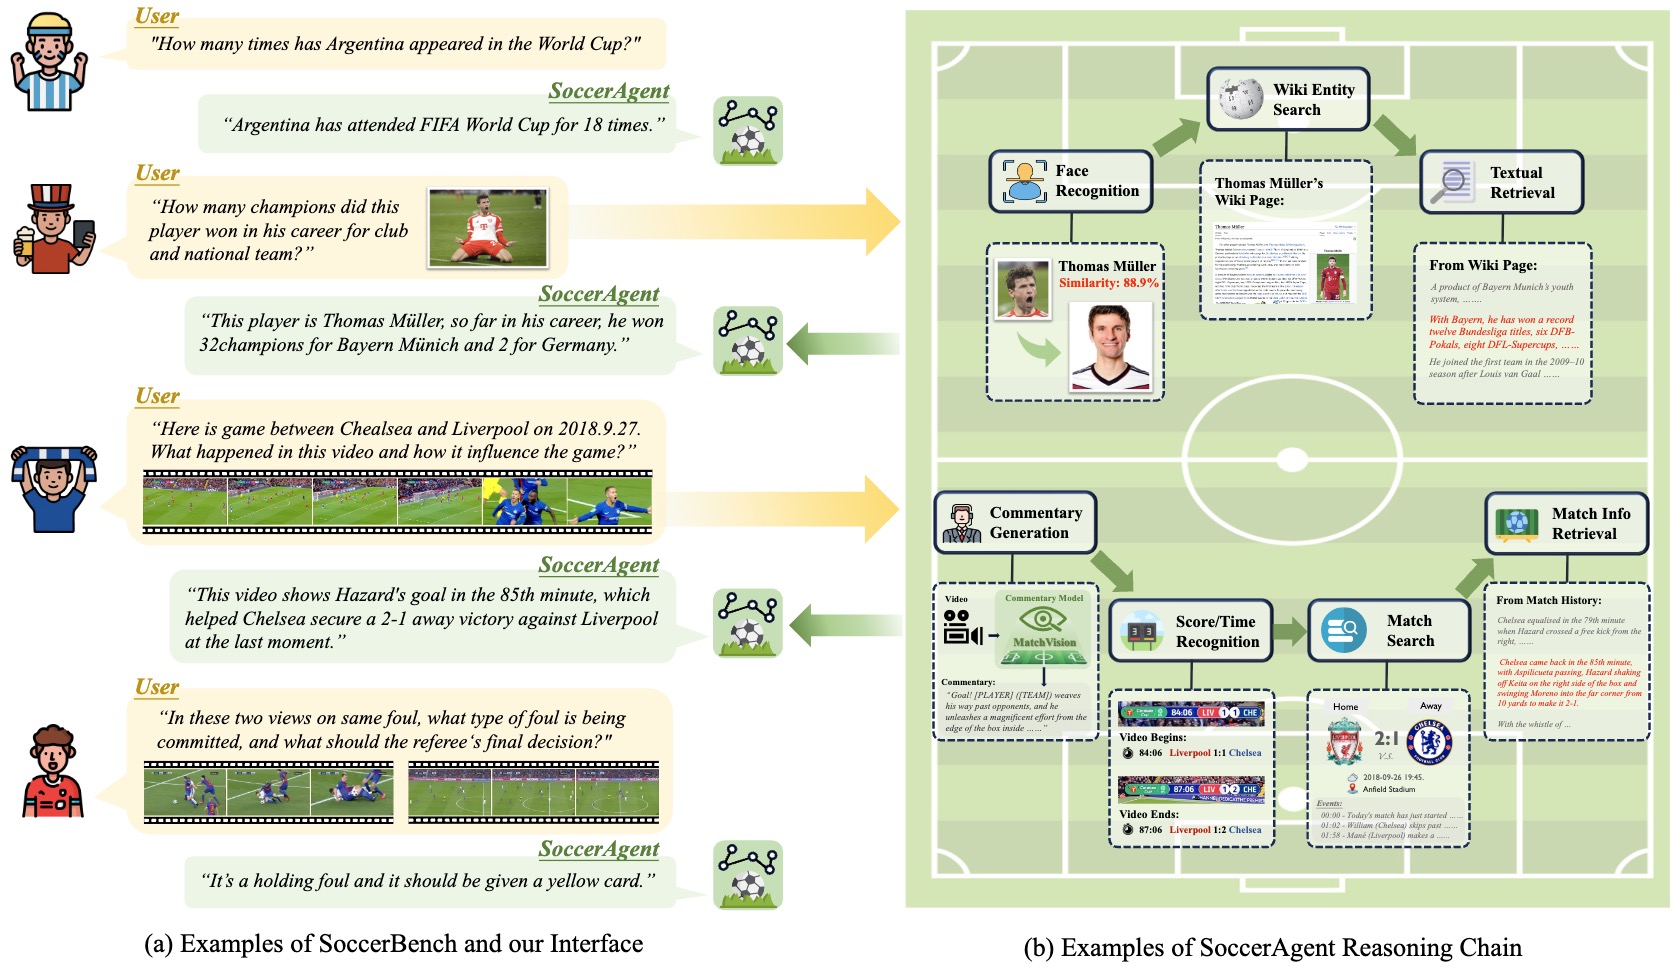 User
"How many times has Argentina appeared in the World Cup?"
SoccerAgent
“Argentina has attended FIFA World Cup for 18 times.”
User
“How many champions did this
player won in his career for club
and national team?”
SoccerAgent
“This player is Thomas Müller, so far in his career, he won
32champions for Bayern Münich and 2 for Germany.”
User
“Here is game between Chealsea and Liverpool on 2018.9.27.
What happened in this video and how it influence the game?”
SoccerAgent
“This video shows Hazard's goal in the 85th minute, which
helped Chelsea secure a 2-1 away victory against Liverpool
at the last moment.”
User
“In these two views on same foul, what type of foul is being
committed, and what should the referee‘s final decision?"
SoccerAgent
“It’s a holding foul and it should be given a yellow card.”
(a) Examples of SoccerBench and our Interface
Face
Recognition
Thomas Müller
Similarity: 88.9%
Wiki Entity
Search
Thomas Müller’s
Wiki Page:
Thomas Müller
Textual
Retrieval
From Wiki Page:
A product of Bayern Munich’s youth
system, …….
With Bayern, he has won a record
twelve Bundesliga titles, six DFB-
Pokals, eight DFL-Supercups, ……
He joined the first team in the 2009–10
season after Louis van Gaal ……
Commentary
Generation
Video
Commentary Model
MatchVision
Commentary:
“Goal! [PLAYER] ([TEAM]) weaves
his way past opponents, and he
unleashes a magnificent effort from the
edge of the box inside ……”
Score/Time
Recognition
84:06 LIV 1 1 CHE
Video Begins:
84:06 Liverpool 1:1 Chelsea
87:06 LIV 1 2 CHE
Video Ends:
87:06 Liverpool 1:2 Chelsea
Match
Search
Home
Away
2:1
V.S.
2018-09-26 19:45.
Anfield Stadium
Events:
00:00 - Today's match has just started ……
01:02 - William (Chelsea) skips past ……
01:58 - Mané (Liverpool) makes a ……
Match Info
Retrieval
From Match History:
Chelsea equalised in the 79th minute
when Hazard crossed a free kick from the
right, ……
Chelsea came back in the 85th minute,
with Aspilicueta passing, Hazard shaking
off Keita on the right side of the box and
swinging Moreno into the far corner from
10 yards to make it 2-1.
With the whistle of …
(b) Examples of SoccerAgent Reasoning Chain